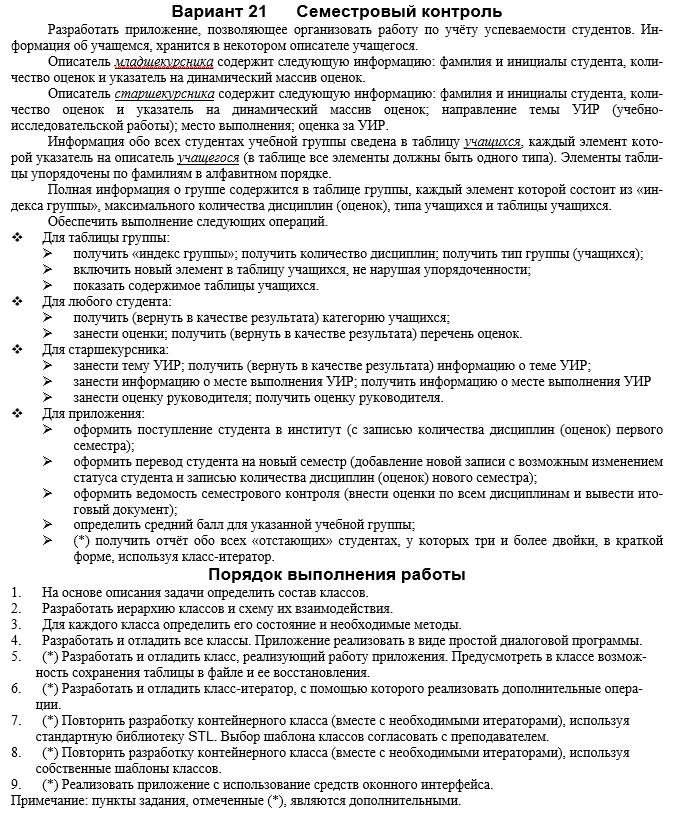 Вариант 21 Семестровый контроль
Разработать приложение, позволяющее организовать работу по учёту успеваемости студентов. Ин-
формация об учащемся, хранится в некотором описателе учащегося.
Описатель младшекурсника содержит следующую информацию: фамилия и инициалы студента, коли-
чество оценок и указатель на динамический массив оценок.
Описатель старшекурсника содержит следующую информацию: фамилия и инициалы студента, коли-
чество оценок и указатель на динамический массив оценок; направление темы УИР (учебно-
исследовательской работы); место выполнения; оценка за УИР.
Информация обо всех студентах учебной группы сведена в таблицу учащихся, каждый элемент кото-
рой указатель на описатель учащегося (в таблице все элементы должны быть одного типа). Элементы табли-
цы упорядочены по фамилиям в алфавитном порядке.
Полная информация о группе содержится в таблице группы, каждый элемент которой состоит из «ин-
декса группы», максимального количества дисциплин (оценок), типа учащихся и таблицы учащихся.
Обеспечить выполнение следующих операций.
❖ Для таблицы группы:
➢ получить «индекс группы»; получить количество дисциплин; получить тип группы (учащихся);
➢ включить новый элемент в таблицу учащихся, не нарушая упорядоченности;
➢ показать содержимое таблицы учащихся.
❖ Для любого студента:
➢ получить (вернуть в качестве результата) категорию учащихся;
➢ занести оценки; получить (вернуть в качестве результата) перечень оценок.
❖ Для старшекурсника:
➢ занести тему УИР; получить (вернуть в качестве результата) информацию о теме УИР;
➢ занести информацию о месте выполнения УИР; получить информацию о месте выполнения УИР
➢ занести оценку руководителя; получить оценку руководителя.
❖ Для приложения:
➢ оформить поступление студента в институт (с записью количества дисциплин (оценок) первого
семестра);
➢ оформить перевод студента на новый семестр (добавление новой записи с возможным изменением
статуса студента и записью количества дисциплин (оценок) нового семестра);
➢ оформить ведомость семестрового контроля (внести оценки по всем дисциплинам и вывести ито-
говый документ);
➢ определить средний балл для указанной учебной группы;
➢ (*) получить отчёт обо всех «отстающих» студентах, у которых три и более двойки, в краткой
форме, используя класс-итератор.
Порядок выполнения работы
1. На основе описания задачи определить состав классов.
2. Разработать иерархию классов и схему их взаимодействия.
3. Для каждого класса определить его состояние и необходимые методы.
4. Разработать и отладить все классы. Приложение реализовать в виде простой диалоговой программы.
5. (*) Разработать и отладить класс, реализующий работу приложения. Предусмотреть в классе возмож-
ность сохранения таблицы в файле и ее восстановления.
6. (*) Разработать и отладить класс-итератор, с помощью которого реализовать дополнительные опера-
ции.
7. (*) Повторить разработку контейнерного класса (вместе с необходимыми итераторами), используя
стандартную библиотеку STL. Выбор шаблона классов согласовать с преподавателем.
8. (*) Повторить разработку контейнерного класса (вместе с необходимыми итераторами), используя
собственные шаблоны классов.
9. (*) Реализовать приложение с использование средств оконного интерфейса.
Примечание: пункты задания, отмеченные (*), являются дополнительными.